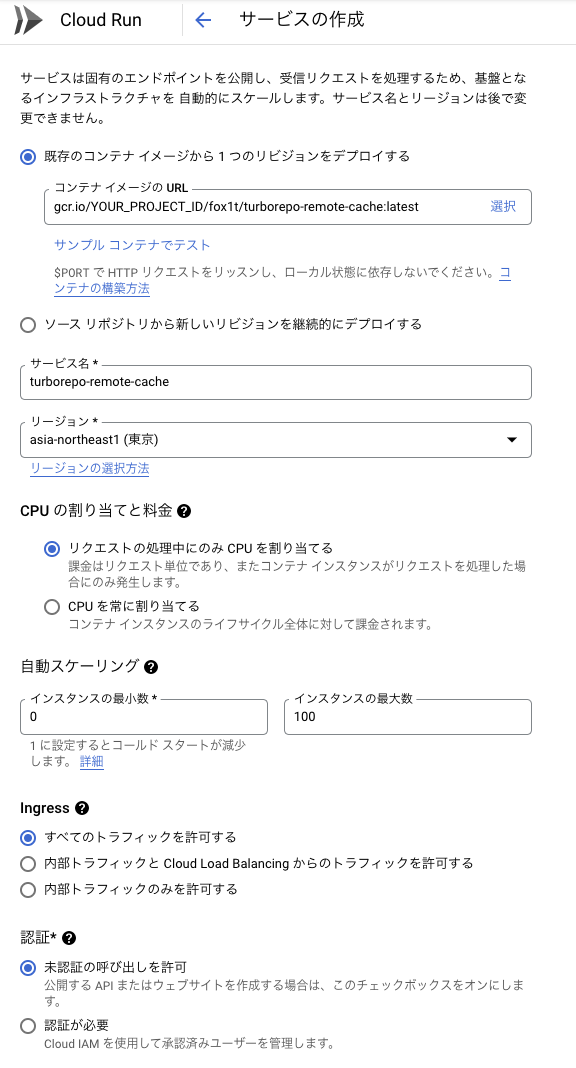 Cloud Run
サービスの作成
サービスは固有のエンドポイントを公開し、受信リクエストを処理するため、基盤とな
るインフラストラクチャを 自動的にスケールします。サービス名とリージョンは後で変
更できません。
既存のコンテナ イメージから 1 つのリビジョンをデプロイする
コンテナ イメージの URL
gcr.io/YOUR_PROJECT_ID/fox1t/turborepo-remote-cache:latest 選択
サンプル コンテナでテスト
$PORT で HTTP リクエストをリッスンし、ローカル状態に依存しないでください。コ
ンテナの構築方法
ソース リポジトリから新しいリビジョンを継続的にデプロイする
サービス名 *
turborepo-remote-cache
リージョン *
asia-northeast1 (東京)
リージョンの選択方法
CPU の割り当てと料金 ?
リクエストの処理中にのみ CPU を割り当てる
課金はリクエスト単位であり、またコンテナ インスタンスがリクエストを処理した場
合にのみ発生します。
CPU を常に割り当てる
コンテナ インスタンスのライフサイクル全体に対して課金されます。
自動スケーリング ?
インスタンスの最小数 *
0
インスタンスの最大数
100
1 に設定するとコールド スタートが減少
します。 詳細
Ingress ?
すべてのトラフィックを許可する
内部トラフィックと Cloud Load Balancing からのトラフィックを許可する
内部トラフィックのみを許可する
認証* ?
未認証の呼び出しを許可
公開する API またはウェブサイトを作成する場合は、このチェックボックスをオンにしま
す。
認証が必要
Cloud IAM を使用して承認済みユーザーを管理します。